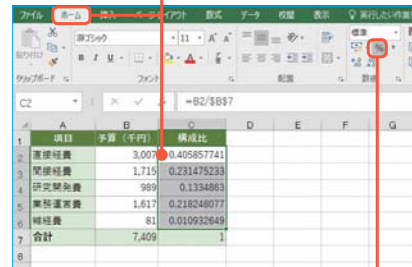 ファイル ホーム 挿入 ページ レイアウト 数式 データ 校閲 表示 実行したい作業
貼り付け 游ゴシック 11 A A 標準
B I U A %
クリップボード フォント 配置 数値
C2 =B2/$B$7
A B C D E F G
1 項目 予算(千円) 構成比
2 直接経費 3,007 0.405857741
3 間接経費 1,715 0.231475233
4 研究開発費 989 0.1334863
5 業務運営費 1,617 0.218248077
6 雑経費 81 0.010932649
7 合計 7,409 1
8